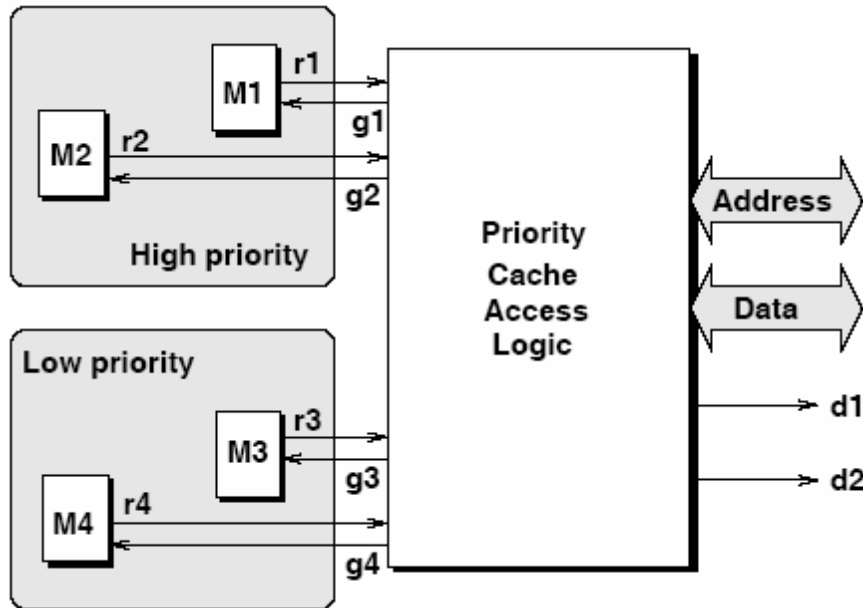 M1
r1
g1
M2
r2
g2
High priority
Low priority
M3
r3
g3
M4
r4
g4
Priority
Cache
Access
Logic
Address
Data
d1
d2